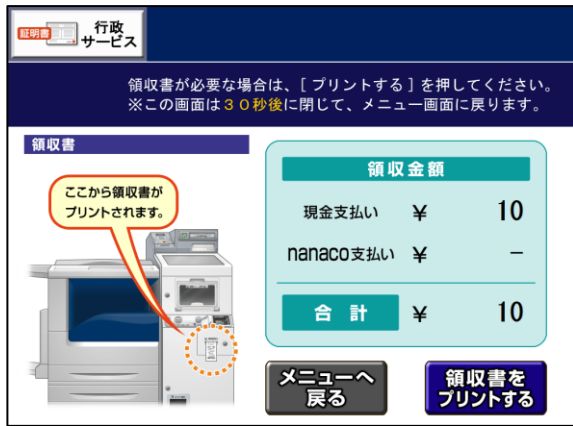 証明書
行政
サービス
領収書が必要な場合は、[プリントする]を押してください。
※この画面は３０秒後に閉じて、メニュー画面に戻ります。
領収書
ここから領収書が
プリントされます。
領収金額
現金支払い ¥ 10
nanaco支払い ¥ −
合 計 ¥ 10
メニューへ
戻る
領収書を
プリントする